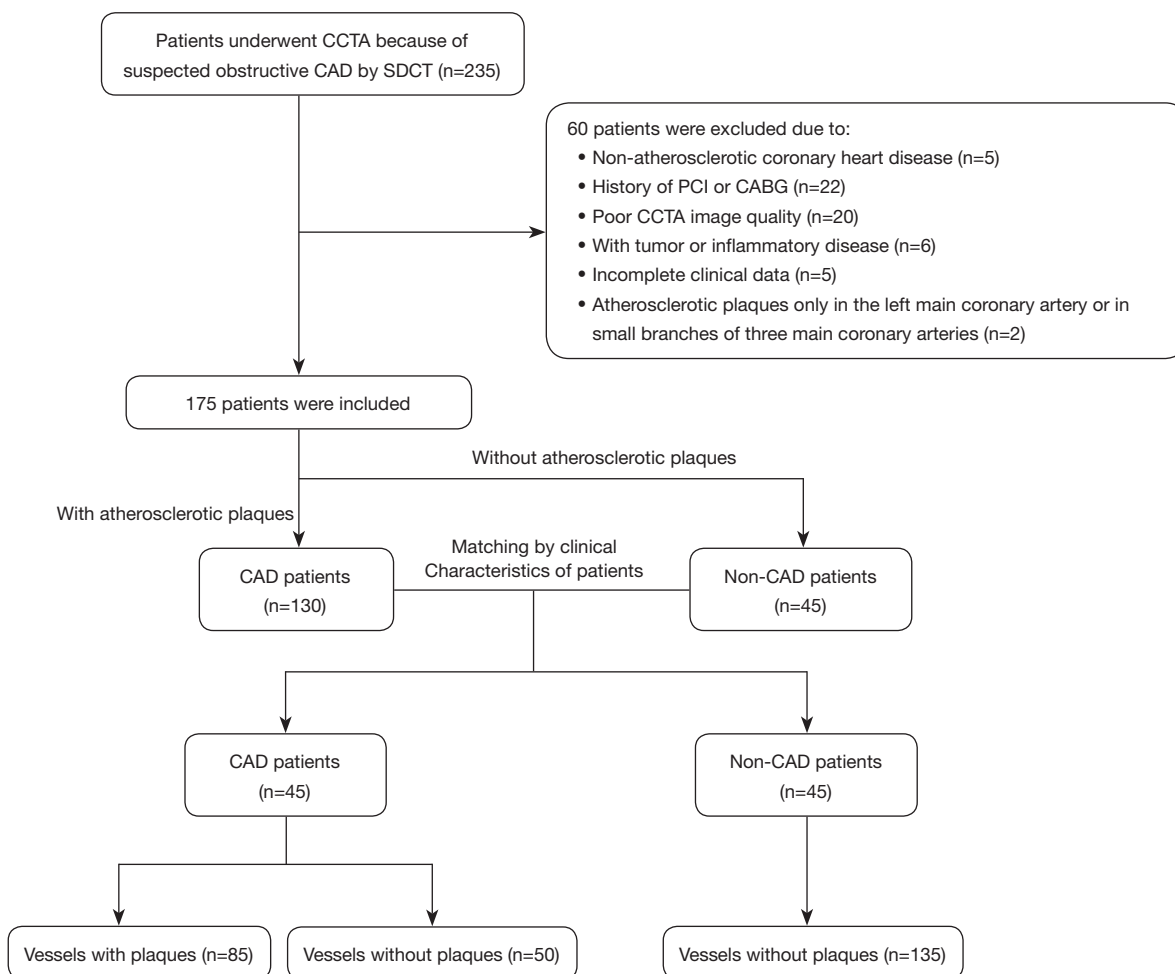 Patients underwent CCTA because of
suspected obstructive CAD by SDCT (n=235)
60 patients were excluded due to:
• Non-atherosclerotic coronary heart disease (n=5)
• History of PCI or CABG (n=22)
• Poor CCTA image quality (n=20)
• With tumor or inflammatory disease (n=6)
• Incomplete clinical data (n=5)
• Atherosclerotic plaques only in the left main coronary artery or in
small branches of three main coronary arteries (n=2)
175 patients were included
Without atherosclerotic plaques
With atherosclerotic plaques
CAD patients
(n=130)
Matching by clinical
Characteristics of patients
Non-CAD patients
(n=45)
CAD patients
(n=45)
Non-CAD patients
(n=45)
Vessels with plaques (n=85)
Vessels without plaques (n=50)
Vessels without plaques (n=135)